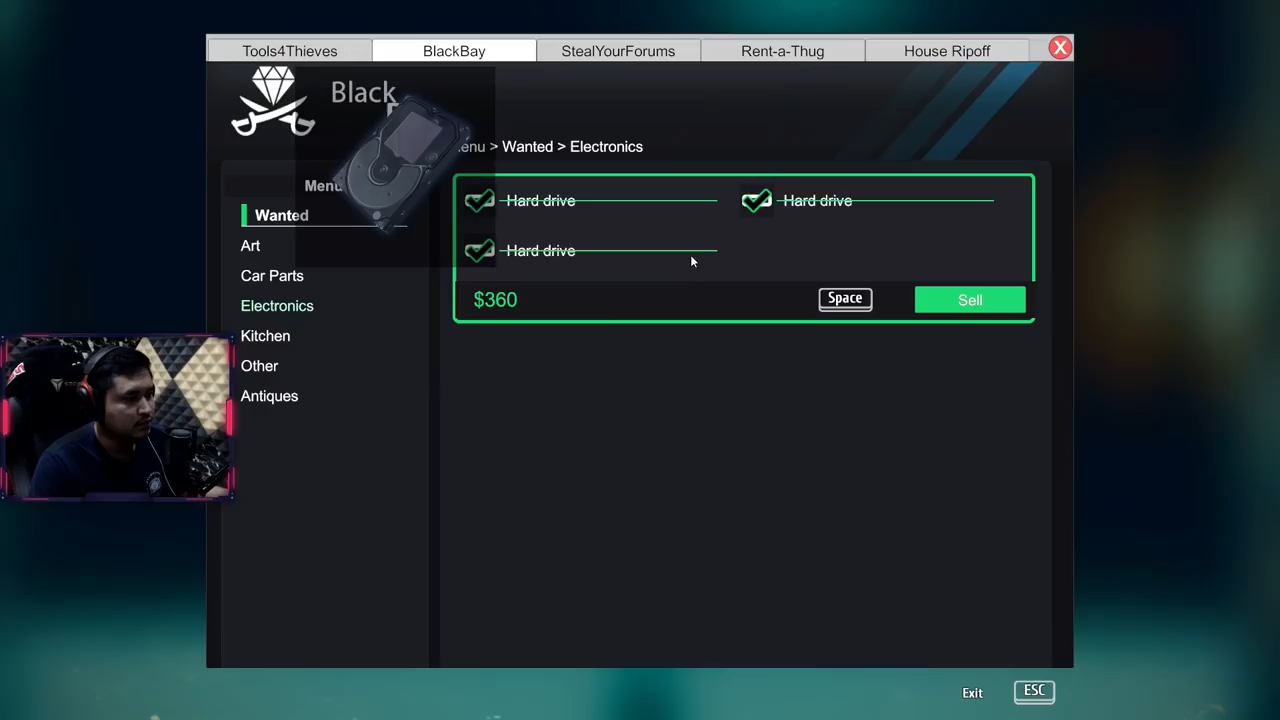 Tools4Thieves
BlackBay
StealYourForums
Rent-a-Thug
House Ripoff
X
Black
enu > Wanted > Electronics
Menu
Wanted
Art
Car Parts
Electronics
Kitchen
Other
Antiques
Hard drive
Hard drive
Hard drive
$360
Space
Sell
Exit
ESC